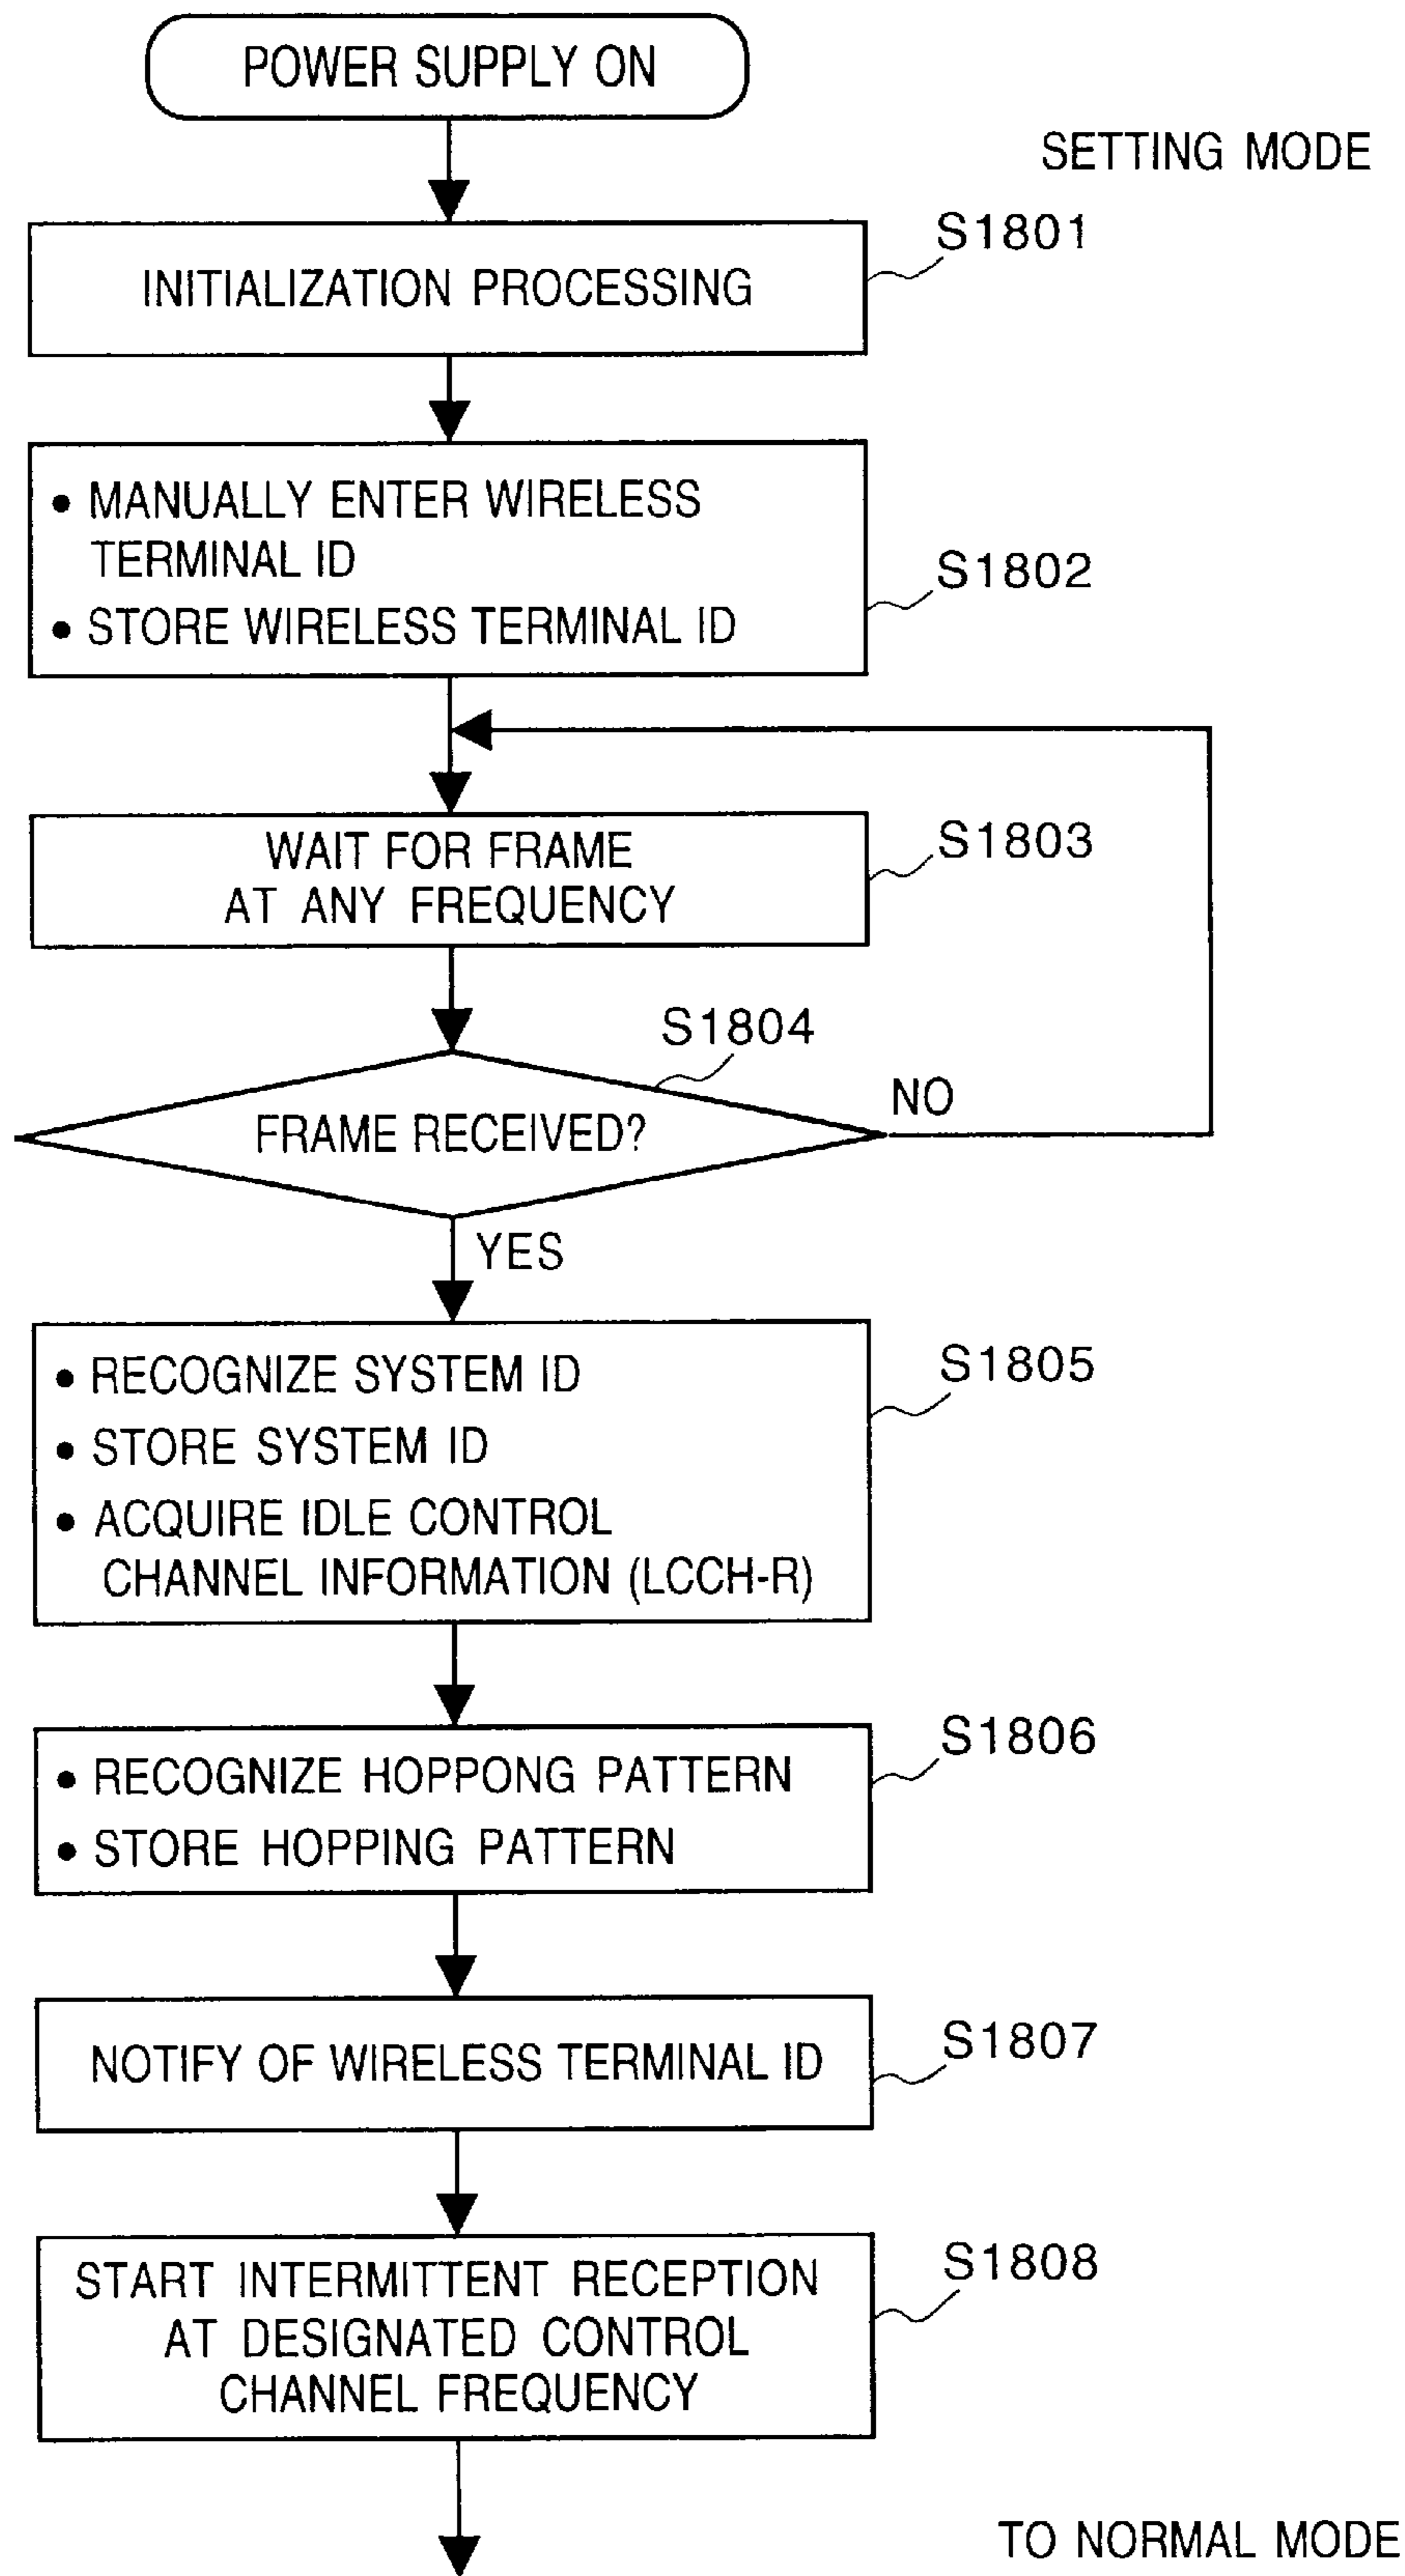 POWER SUPPLY ON
SETTING MODE
S1801
INITIALIZATION PROCESSING
• MANUALLY ENTER WIRELESS
TERMINAL ID
• STORE WIRELESS TERMINAL ID
S1802
WAIT FOR FRAME
AT ANY FREQUENCY
S1803
S1804
FRAME RECEIVED?
NO
YES
• RECOGNIZE SYSTEM ID
• STORE SYSTEM ID
• ACQUIRE IDLE CONTROL
CHANNEL INFORMATION (LCCH-R)
S1805
• RECOGNIZE HOPPONG PATTERN
• STORE HOPPING PATTERN
S1806
NOTIFY OF WIRELESS TERMINAL ID
S1807
START INTERMITTENT RECEPTION
AT DESIGNATED CONTROL
CHANNEL FREQUENCY
S1808
TO NORMAL MODE